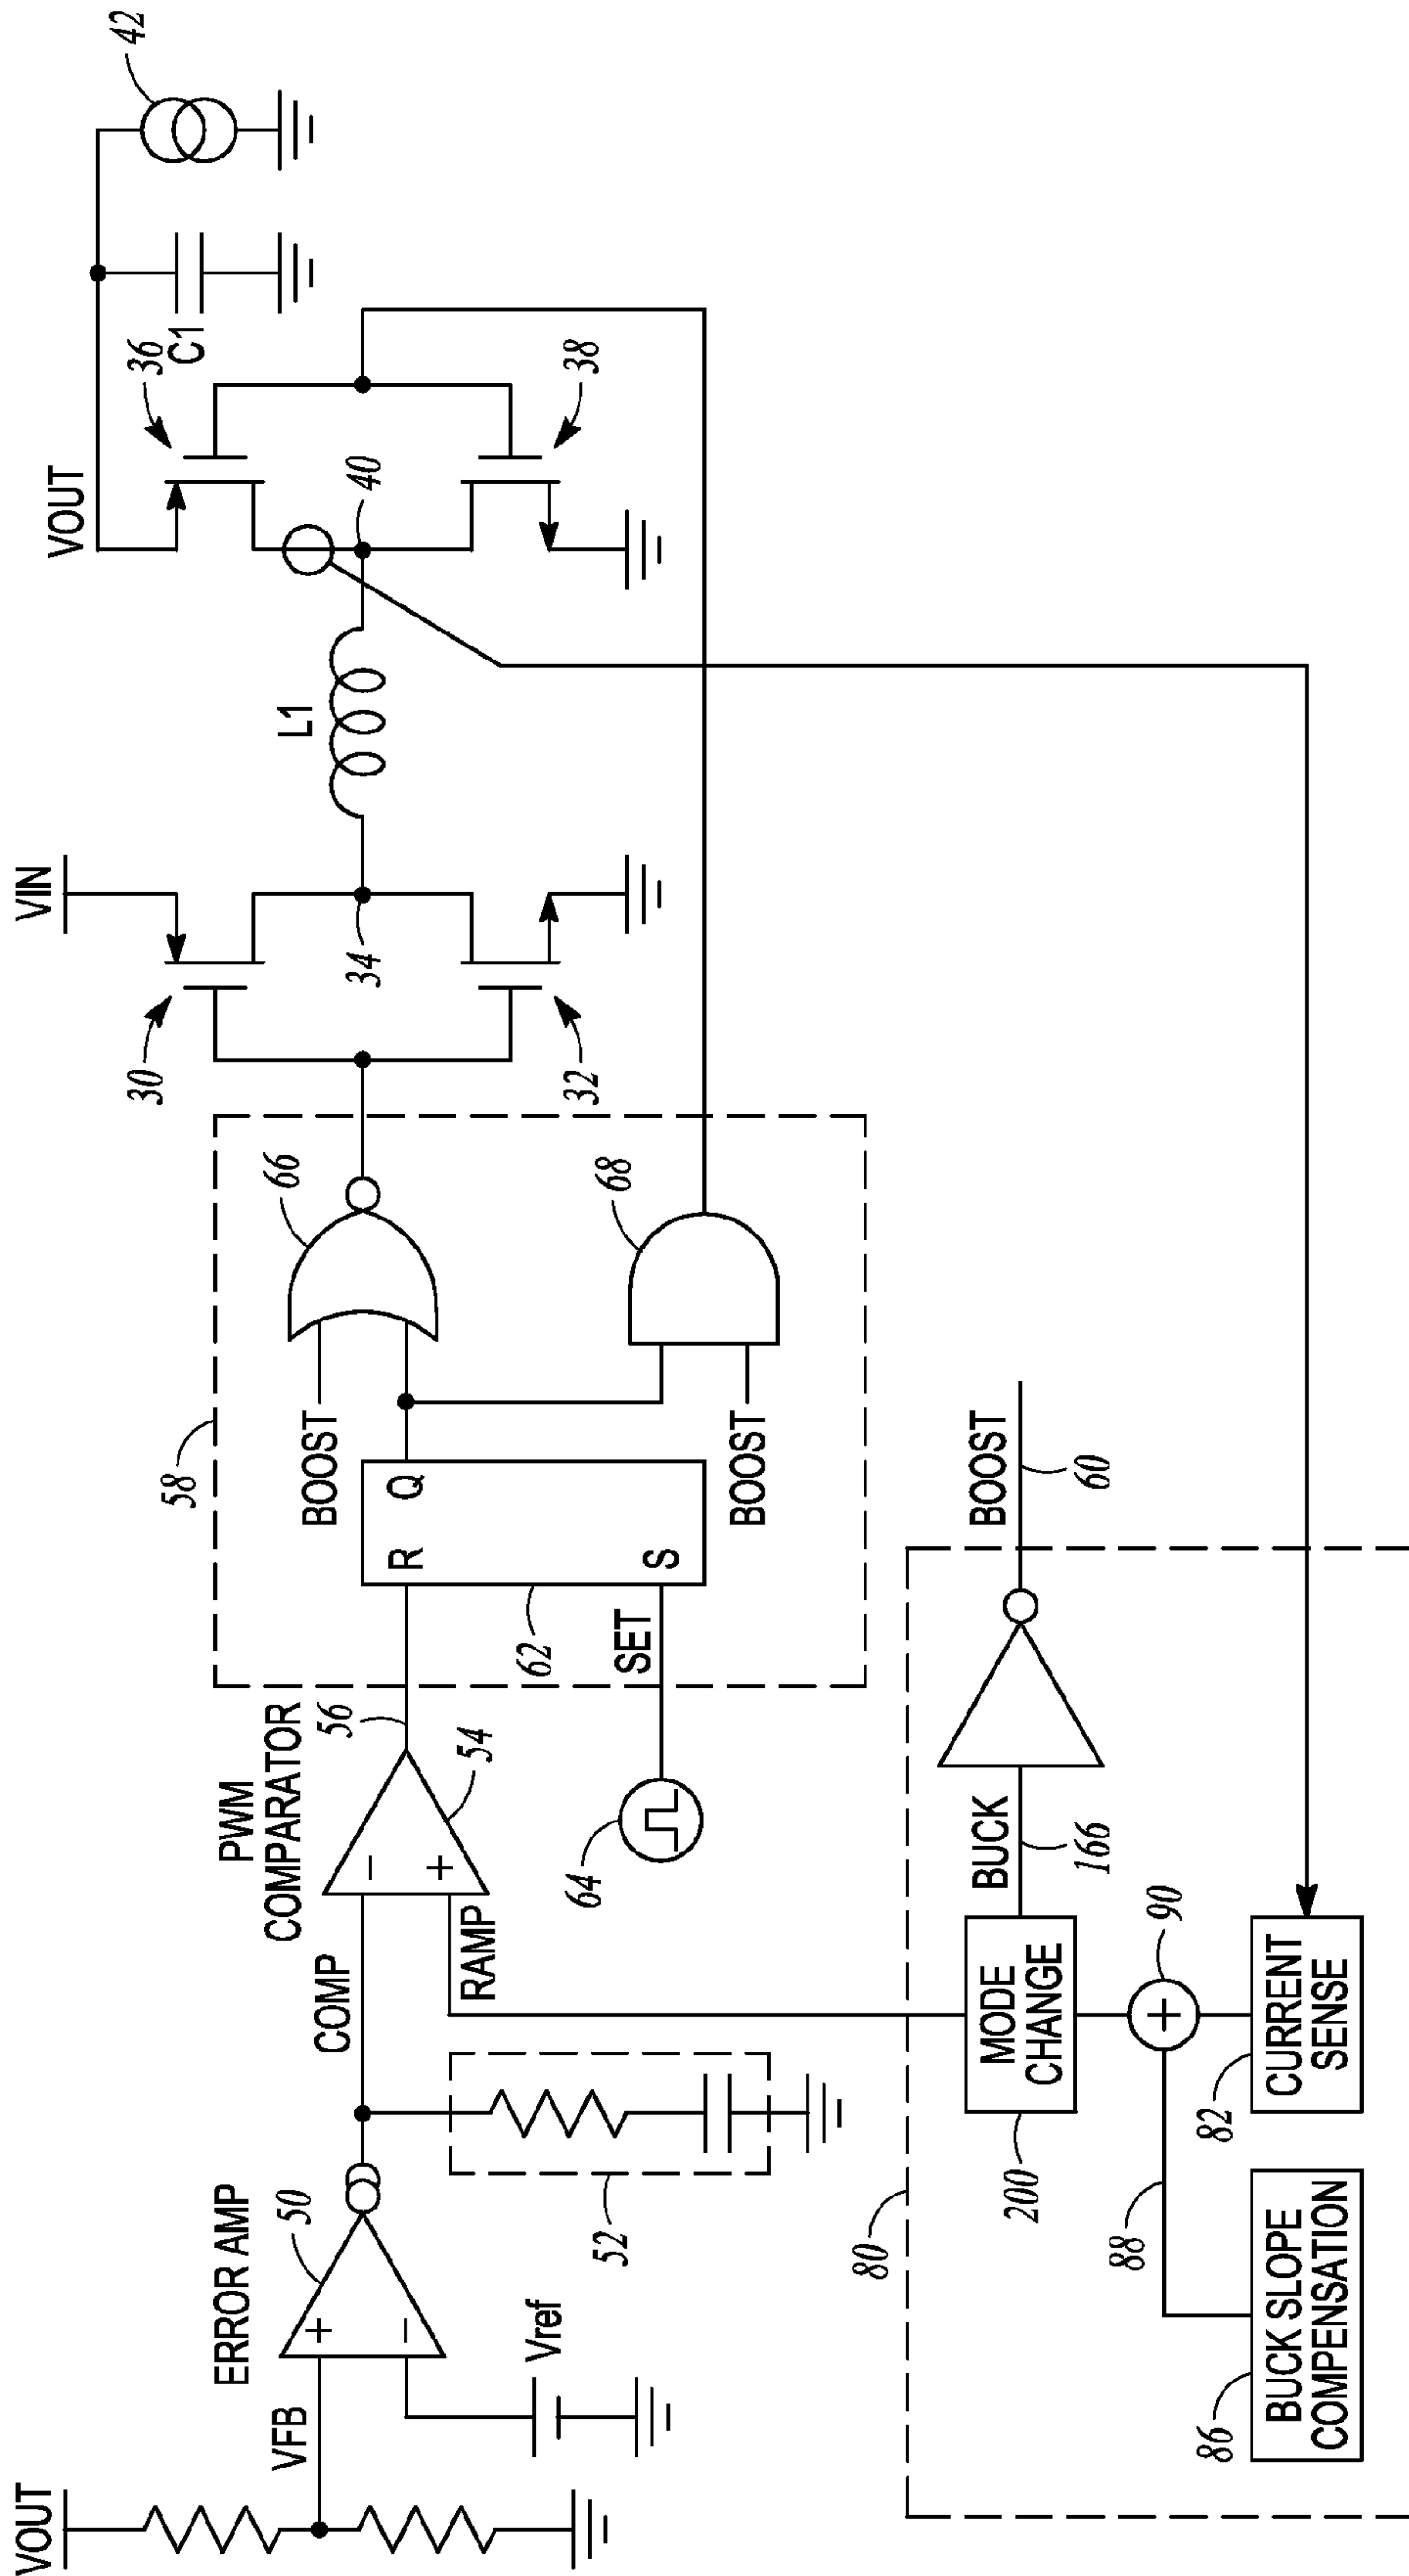 VOUT
VFB
ERROR AMP
50
+
−
Vref
52
COMP
RAMP
PWM
COMPARATOR
−
+
54
56
64
SET
58
R
Q
S
62
BOOST
BOOST
66
68
VIN
30
32
34
L1
VOUT
36
38
40
C1
42
80
BUCK SLOPE
COMPENSATION
86
88
CURRENT
SENSE
82
+
90
MODE
CHANGE
200
BUCK
166
BOOST
60